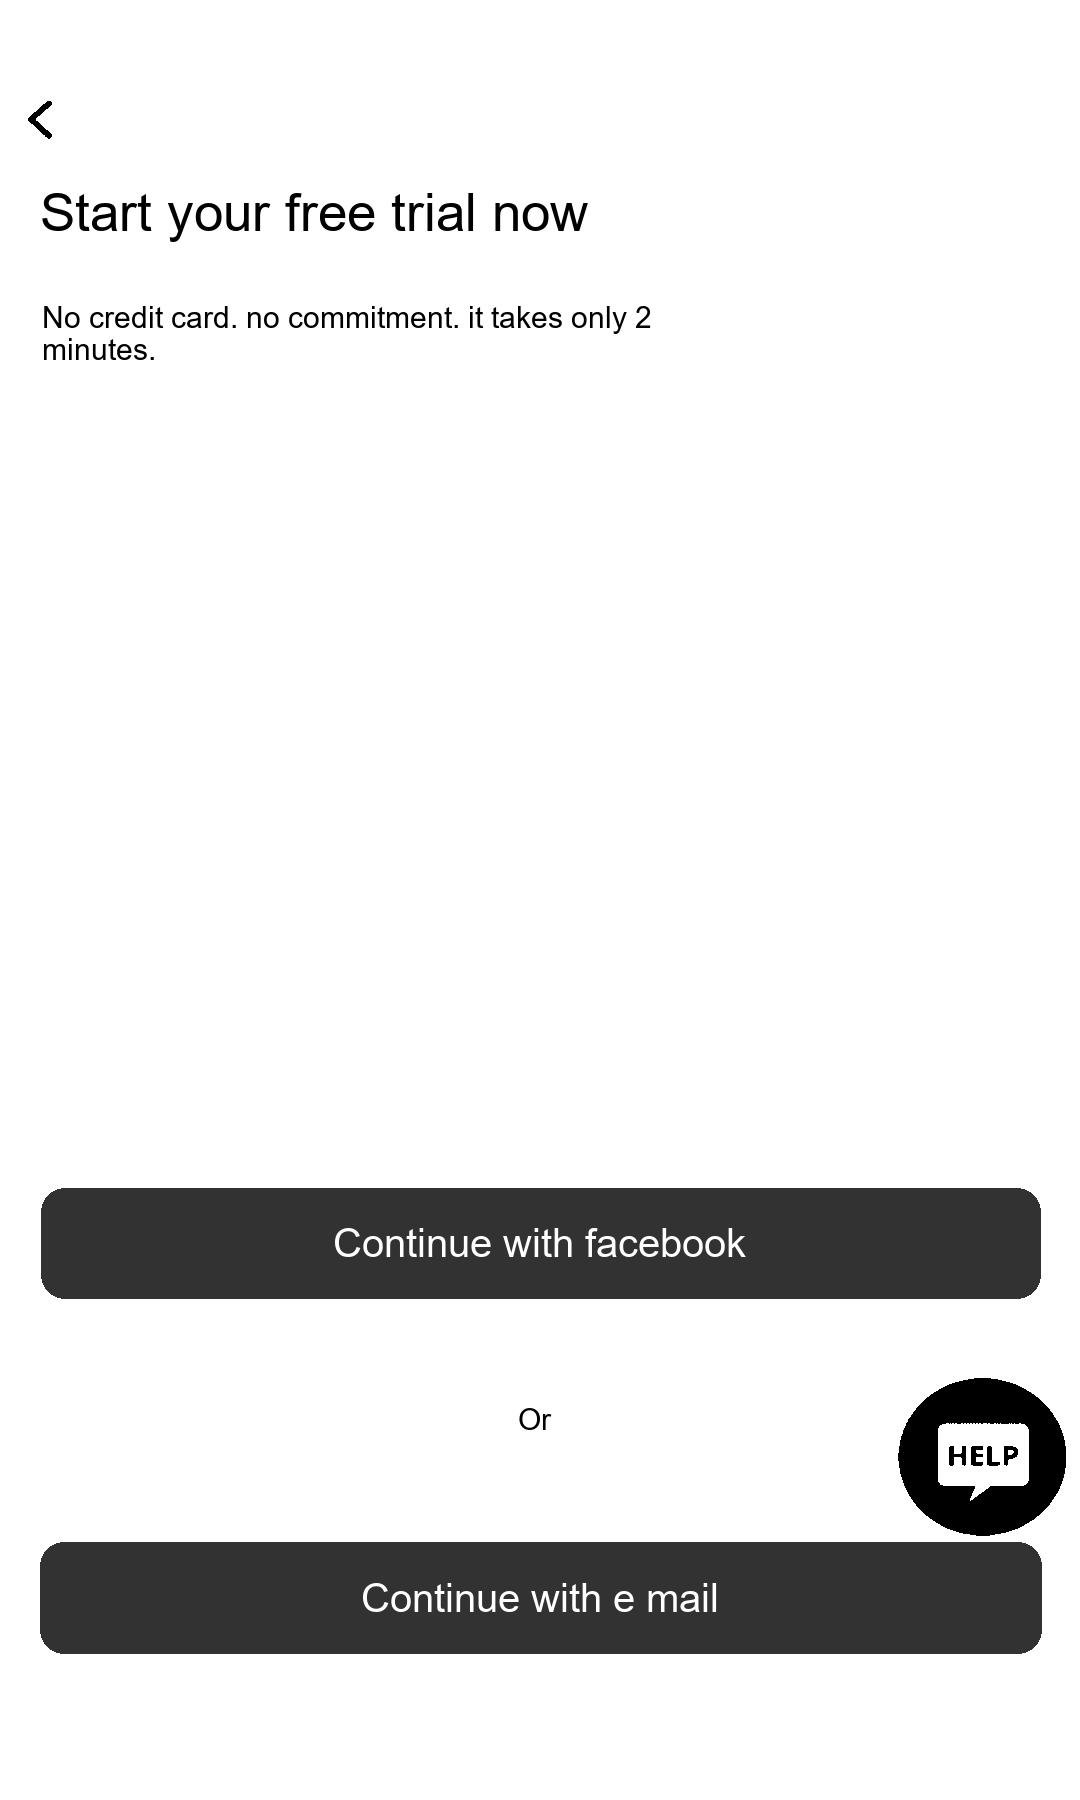 Start your free trial now
No credit card. no commitment. it takes only 2
minutes.
Continue with facebook
Or
HELP
Continue with e mail